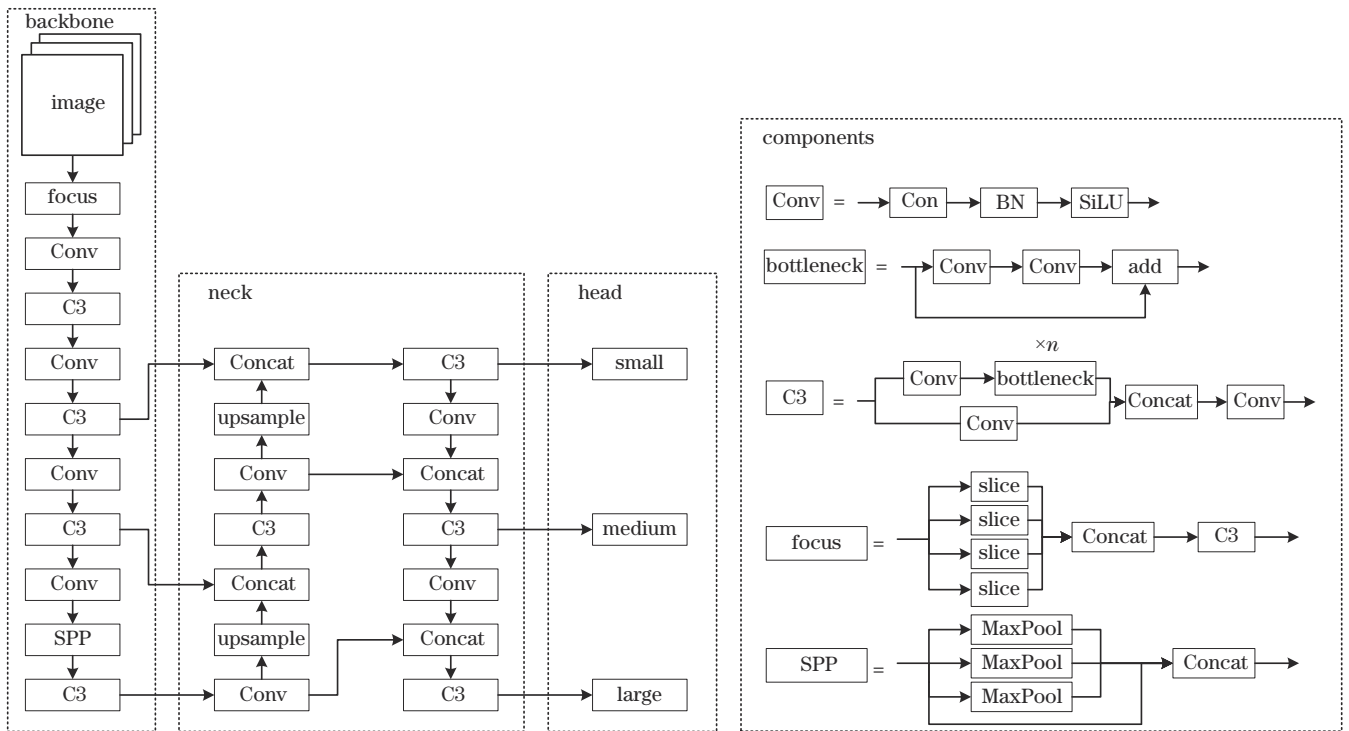 backbone
image
focus
Conv
C3
Conv
C3
Conv
C3
Conv
SPP
C3
neck
Concat
upsample
Conv
C3
Concat
upsample
Conv
C3
Conv
Concat
C3
Conv
Concat
C3
head
small
medium
large
components
Conv = Con BN SiLU
bottleneck = Conv Conv add
×n
C3 = Conv bottleneck Conv Concat Conv
focus = slice slice slice slice Concat C3
SPP = MaxPool MaxPool MaxPool Concat